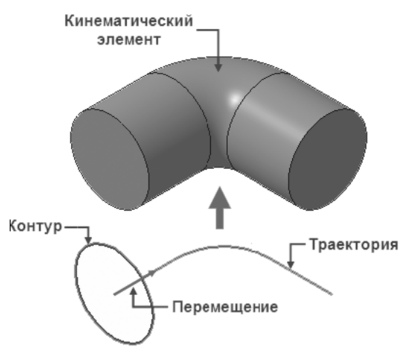 Кинематический
элемент
Контур
Траектория
Перемещение